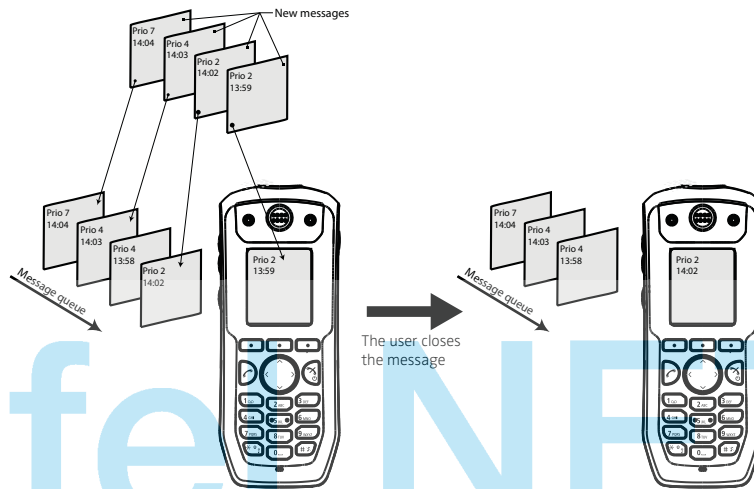 New messages
Prio 7
14:04
Prio 4
14:03
Prio 2
14:02
Prio 2
13:59
Prio 7
14:04
Prio 4
14:03
Prio 4
13:58
Prio 2
14:02
Message queue
Prio 2
13:59
The user closes
the message
Prio 7
14:04
Prio 4
14:03
Prio 4
13:58
Message queue
Prio 2
14:02